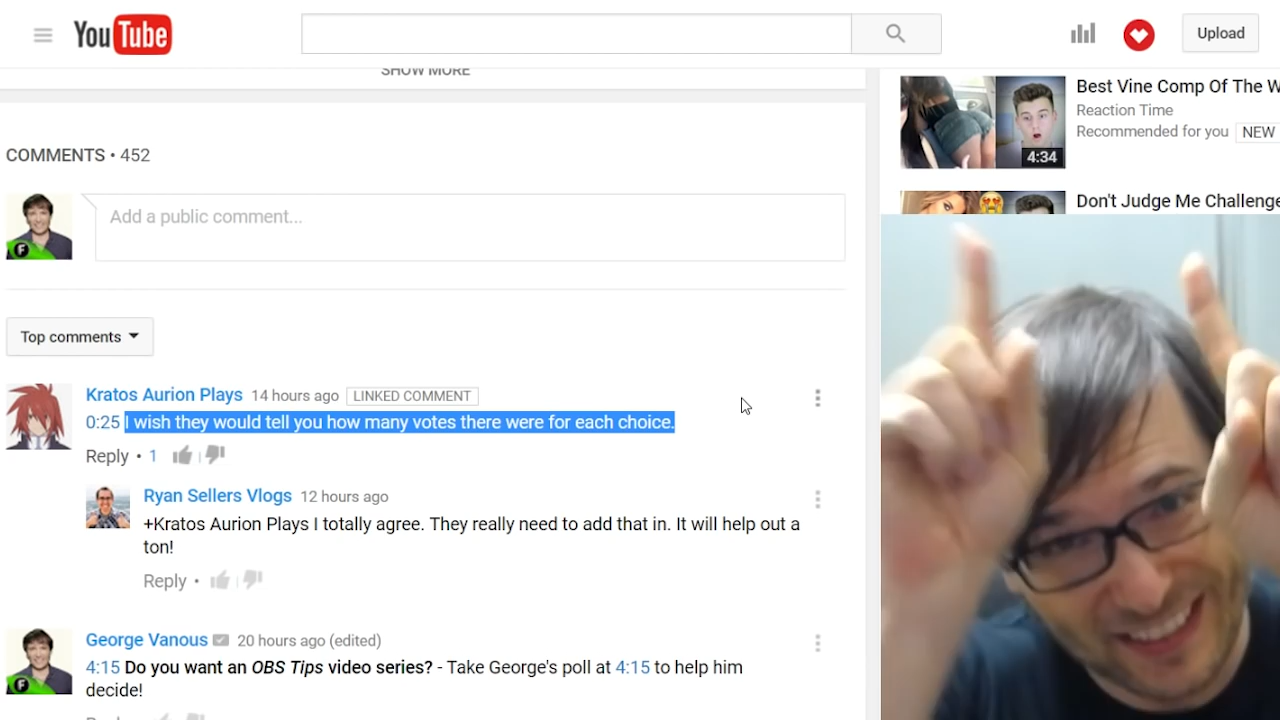 YouTube
Upload
SHOW MORE
COMMENTS • 452
Add a public comment...
Top comments
Kratos Aurion Plays 14 hours ago LINKED COMMENT
0:25 I wish they would tell you how many votes there were for each choice.
Reply • 1
Ryan Sellers Vlogs 12 hours ago
+Kratos Aurion Plays I totally agree. They really need to add that in. It will help out a
ton!
Reply •
George Vanous 20 hours ago (edited)
4:15 Do you want an OBS Tips video series? - Take George's poll at 4:15 to help him
decide!
Best Vine Comp Of The W
Reaction Time
Recommended for you NEW
4:34
Don't Judge Me Challenge